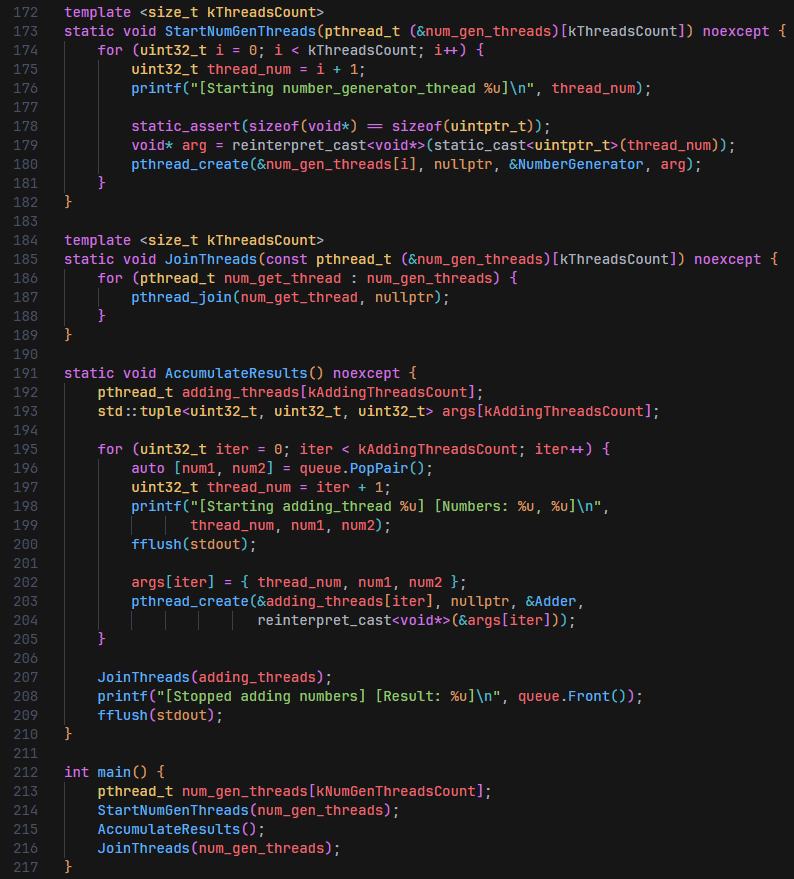 172 template <size_t kThreadsCount>
173 static void StartNumGenThreads(pthread_t (&num_gen_threads)[kThreadsCount]) noexcept {
174     for (uint32_t i = 0; i < kThreadsCount; i++) {
175         uint32_t thread_num = i + 1;
176         printf("[Starting number_generator_thread %u]\n", thread_num);
177
178         static_assert(sizeof(void*) == sizeof(uintptr_t));
179         void* arg = reinterpret_cast<void*>(static_cast<uintptr_t>(thread_num));
180         pthread_create(&num_gen_threads[i], nullptr, &NumberGenerator, arg);
181     }
182 }
183
184 template <size_t kThreadsCount>
185 static void JoinThreads(const pthread_t (&num_gen_threads)[kThreadsCount]) noexcept {
186     for (pthread_t num_get_thread : num_gen_threads) {
187         pthread_join(num_get_thread, nullptr);
188     }
189 }
190
191 static void AccumulateResults() noexcept {
192     pthread_t adding_threads[kAddingThreadsCount];
193     std::tuple<uint32_t, uint32_t, uint32_t> args[kAddingThreadsCount];
194
195     for (uint32_t iter = 0; iter < kAddingThreadsCount; iter++) {
196         auto [num1, num2] = queue.PopPair();
197         uint32_t thread_num = iter + 1;
198         printf("[Starting adding_thread %u] [Numbers: %u, %u]\n",
199                thread_num, num1, num2);
200         fflush(stdout);
201
202         args[iter] = { thread_num, num1, num2 };
203         pthread_create(&adding_threads[iter], nullptr, &Adder,
204                        reinterpret_cast<void*>(&args[iter]));
205     }
206
207     JoinThreads(adding_threads);
208     printf("[Stopped adding numbers] [Result: %u]\n", queue.Front());
209     fflush(stdout);
210 }
211
212 int main() {
213     pthread_t num_gen_threads[kNumGenThreadsCount];
214     StartNumGenThreads(num_gen_threads);
215     AccumulateResults();
216     JoinThreads(num_gen_threads);
217 }